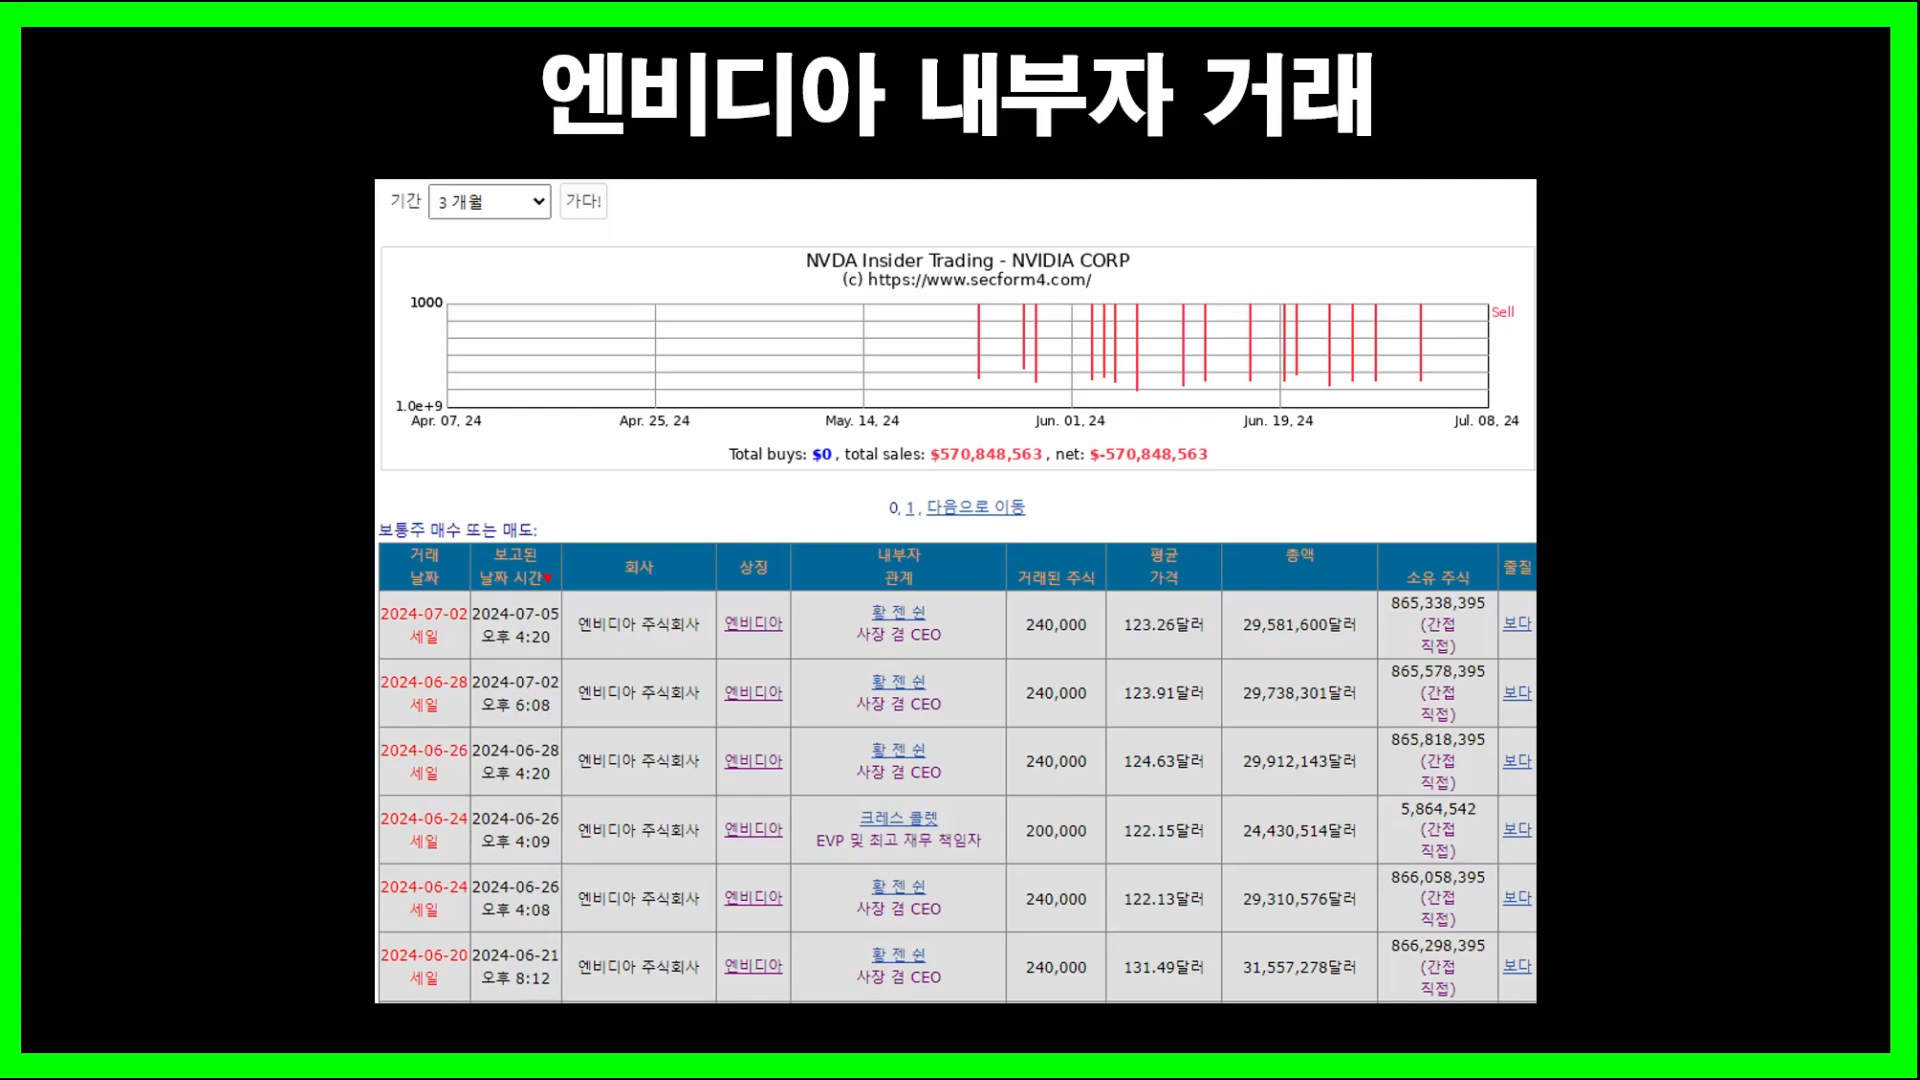 엔비디아 내부자 거래
기간 3 개월 가다!
NVDA Insider Trading - NVIDIA CORP
(c) https://www.secform4.com/
1000
Sell
1.0e+9
Apr. 07, 24 Apr. 25, 24 May. 14, 24 Jun. 01, 24 Jun. 19, 24 Jul. 08, 24
Total buys: $0 , total sales: $570,848,563 , net: $-570,848,563
0, 1 , 다음으로 이동
보통주 매수 또는 매도:
거래 날짜 보고된 날짜 시간▼ 회사 상징 내부자 관계 거래된 주식 평균 가격 총액 소유 주식 줄질
2024-07-02 세일 2024-07-05 오후 4:20 엔비디아 주식회사 엔비디아 황 젠 쉰 사장 겸 CEO 240,000 123.26달러 29,581,600달러 865,338,395 (간접 직접) 보다
2024-06-28 세일 2024-07-02 오후 6:08 엔비디아 주식회사 엔비디아 황 젠 쉰 사장 겸 CEO 240,000 123.91달러 29,738,301달러 865,578,395 (간접 직접) 보다
2024-06-26 세일 2024-06-28 오후 4:20 엔비디아 주식회사 엔비디아 황 젠 쉰 사장 겸 CEO 240,000 124.63달러 29,912,143달러 865,818,395 (간접 직접) 보다
2024-06-24 세일 2024-06-26 오후 4:09 엔비디아 주식회사 엔비디아 크레스 콜렛 EVP 및 최고 재무 책임자 200,000 122.15달러 24,430,514달러 5,864,542 (간접 직접) 보다
2024-06-24 세일 2024-06-26 오후 4:08 엔비디아 주식회사 엔비디아 황 젠 쉰 사장 겸 CEO 240,000 122.13달러 29,310,576달러 866,058,395 (간접 직접) 보다
2024-06-20 세일 2024-06-21 오후 8:12 엔비디아 주식회사 엔비디아 황 젠 쉰 사장 겸 CEO 240,000 131.49달러 31,557,278달러 866,298,395 (간접 직접) 보다